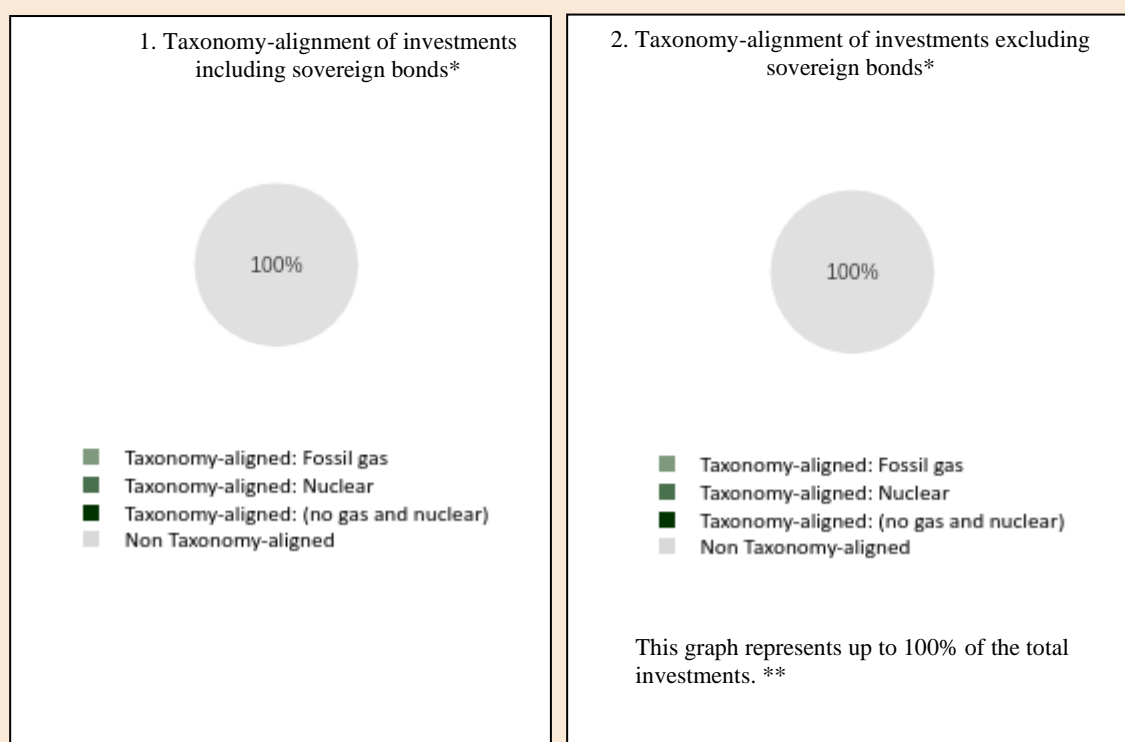 1. Taxonomy-alignment of investments
including sovereign bonds*
100%
Taxonomy-aligned: Fossil gas
Taxonomy-aligned: Nuclear
Taxonomy-aligned: (no gas and nuclear)
Non Taxonomy-aligned
2. Taxonomy-alignment of investments excluding
sovereign bonds*
100%
Taxonomy-aligned: Fossil gas
Taxonomy-aligned: Nuclear
Taxonomy-aligned: (no gas and nuclear)
Non Taxonomy-aligned
This graph represents up to 100% of the total
investments. **